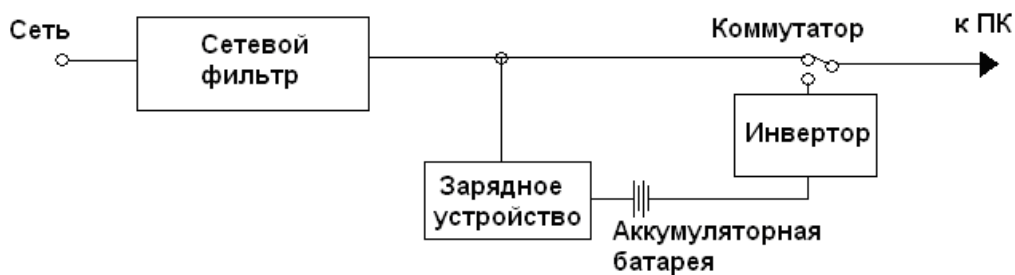 Сеть
Сетевой
фильтр
Коммутатор
к ПК
Инвертор
Зарядное
устройство
Аккумуляторная
батарея